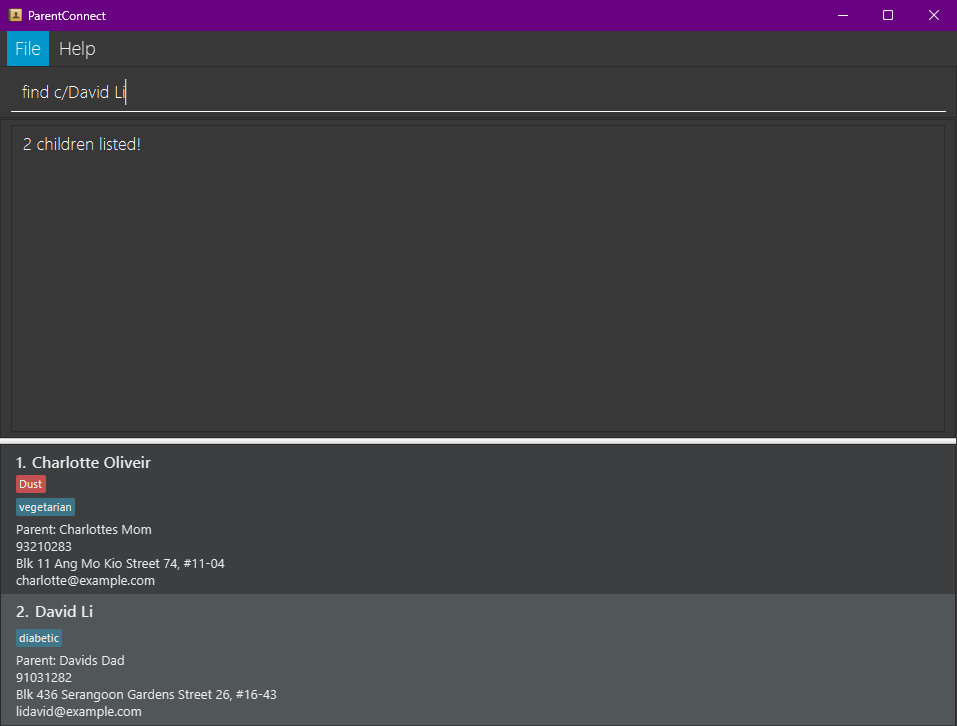 ParentConnect
File Help
find c/David Li
2 children listed!
1. Charlotte Oliveir
Dust
vegetarian
Parent: Charlottes Mom
93210283
Blk 11 Ang Mo Kio Street 74, #11-04
charlotte@example.com
2. David Li
diabetic
Parent: Davids Dad
91031282
Blk 436 Serangoon Gardens Street 26, #16-43
lidavid@example.com